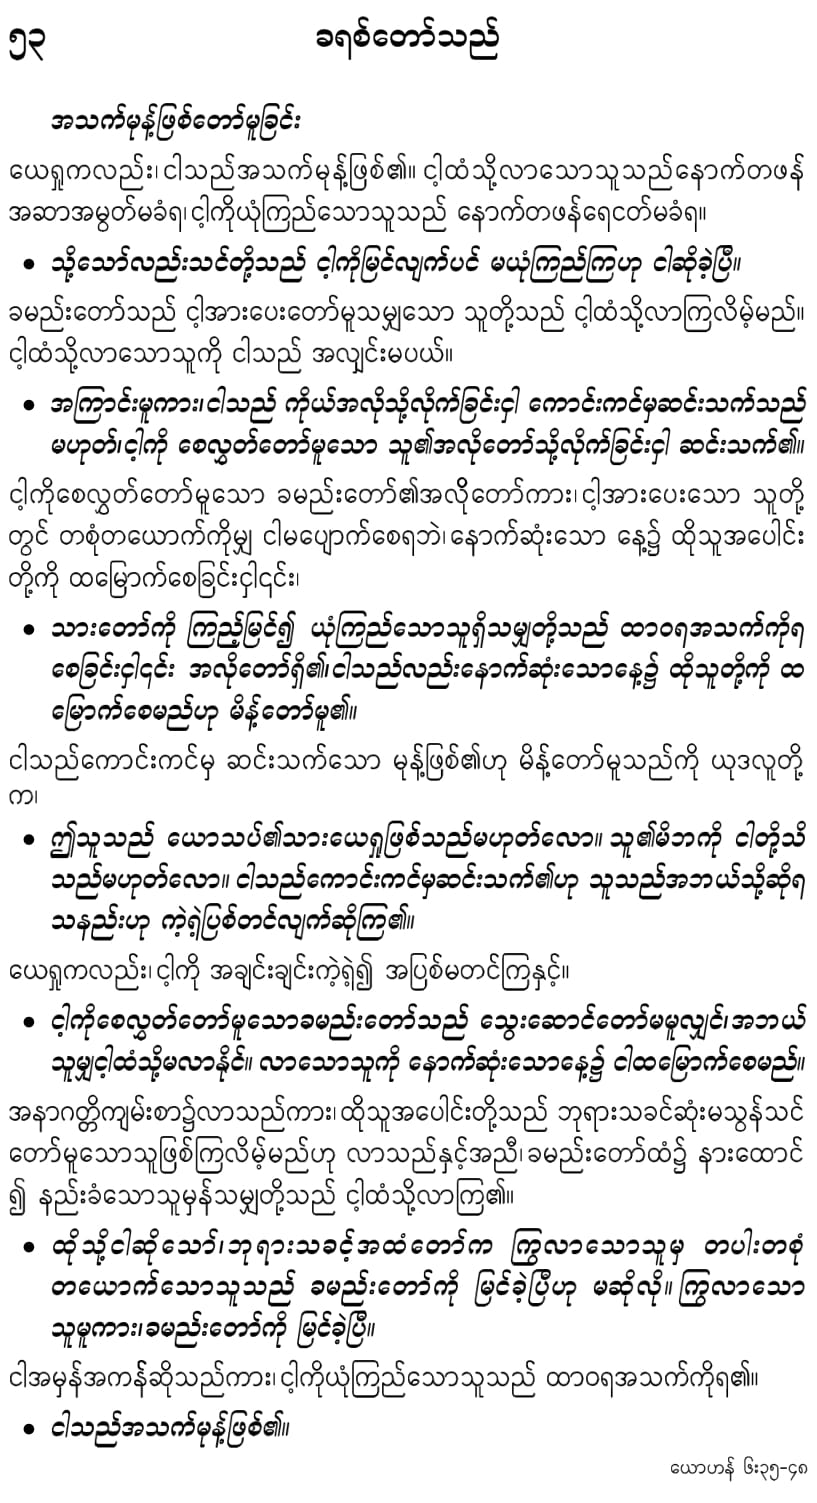 ၅၃ ခရစ်တော်သည်
အသက်မုန့်ဖြစ်တော်မူခြင်း
ယေရှုကလည်း၊ ငါသည်အသက်မုန့်ဖြစ်၏။ ငါ့ထံသို့လာသောသူသည်နောက်တဖန်
အဆာအမွတ်မခံရ၊ ငါ့ကိုယုံကြည်သောသူသည် နောက်တဖန်ရေငတ်မခံရ။
• သို့သော်လည်းသင်တို့သည် ငါ့ကိုမြင်လျက်ပင် မယုံကြည်ကြဟု ငါဆိုခဲ့ပြီ။
ခမည်းတော်သည် ငါ့အားပေးတော်မူသမျှသော သူတို့သည် ငါ့ထံသို့လာကြလိမ့်မည်။
ငါ့ထံသို့လာသောသူကို ငါသည် အလျှင်းမပယ်။
• အကြာင်းမူကား၊ ငါသည် ကိုယ်အလိုသို့လိုက်ခြင်းငှါ ကောင်းကင်မှဆင်းသက်သည်
မဟုတ်၊ ငါ့ကို စေလွှတ်တော်မူသော သူ၏အလိုတော်သို့လိုက်ခြင်းငှါ ဆင်းသက်၏။
ငါ့ကိုစေလွှတ်တော်မူသော ခမည်းတော်၏အလိုတော်ကား၊ ငါ့အားပေးသော သူတို့
တွင် တစုံတယောက်ကိုမျှ ငါမပျောက်စေရဘဲ၊ နောက်ဆုံးသော နေ့၌ ထိုသူအပေါင်း
တို့ကို ထမြောက်စေခြင်းငှါ၎င်း၊
• သားတော်ကို ကြည့်မြင်၍ ယုံကြည်သောသူရှိသမျှတို့သည် ထာဝရအသက်ကိုရ
စေခြင်းငှါ၎င်း အလိုတော်ရှိ၏၊ ငါသည်လည်းနောက်ဆုံးသောနေ့၌ ထိုသူတို့ကို ထ
မြောက်စေမည်ဟု မိန့်တော်မူ၏။
ငါသည်ကောင်းကင်မှ ဆင်းသက်သော မုန့်ဖြစ်၏ဟု မိန့်တော်မူသည်ကို ယုဒလူတို့
က၊
• ဤသူသည် ယောသပ်၏သားယေရှုဖြစ်သည်မဟုတ်လော။ သူ၏မိဘကို ငါတို့သိ
သည်မဟုတ်လော။ ငါသည်ကောင်းကင်မှဆင်းသက်၏ဟု သူသည်အဘယ်သို့ဆိုရ
သနည်းဟု ကဲ့ရဲ့ပြစ်တင်လျက်ဆိုကြ၏။
ယေရှုကလည်း၊ ငါ့ကို အချင်းချင်းကဲ့ရဲ့၍ အပြစ်မတင်ကြနှင့်။
• ငါ့ကိုစေလွှတ်တော်မူသောခမည်းတော်သည် သွေးဆောင်တော်မမူလျှင်၊ အဘယ်
သူမျှငါ့ထံသို့မလာနိုင်။ လာသောသူကို နောက်ဆုံးသောနေ့၌ ငါထမြောက်စေမည်။
အနာဂတ္တိကျမ်းစာ၌လာသည်ကား၊ ထိုသူအပေါင်းတို့သည် ဘုရားသခင်ဆုံးမသွန်သင်
တော်မူသောသူဖြစ်ကြလိမ့်မည်ဟု လာသည်နှင့်အညီ၊ ခမည်းတော်ထံ၌ နားထောင်
၍ နည်းခံသောသူမှန်သမျှတို့သည် ငါ့ထံသို့လာကြ၏။
• ထိုသို့ငါဆိုသော်၊ ဘုရားသခင့်အထံတော်က ကြွလာသောသူမှ တပါးတစုံ
တယောက်သောသူသည် ခမည်းတော်ကို မြင်ခဲ့ပြီဟု မဆိုလို။ ကြွလာသော
သူမူကား၊ ခမည်းတော်ကို မြင်ခဲ့ပြီ။
ငါအမှန်အကန်ဆိုသည်ကား၊ ငါ့ကိုယုံကြည်သောသူသည် ထာဝရအသက်ကိုရ၏။
• ငါသည်အသက်မုန့်ဖြစ်၏။
ယောဟန် ၆း၃၅-၄၈